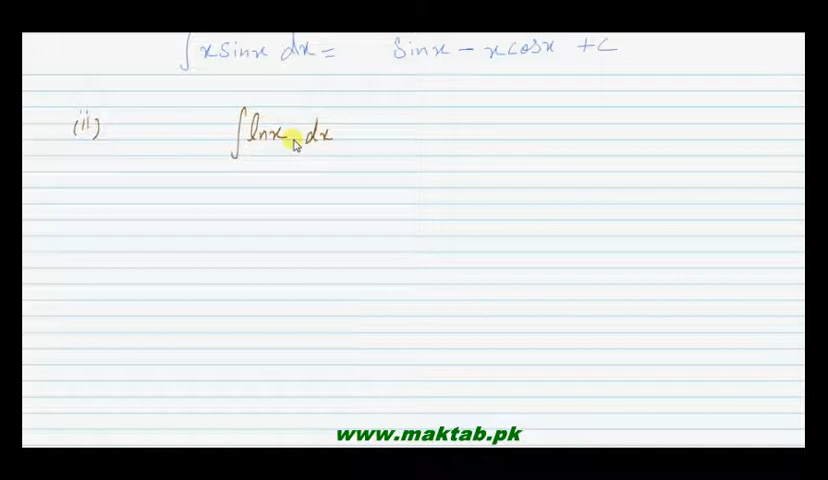 ∫x sinx dx = sinx - x cosx + c
(ii) ∫lnx dx
www.maktab.pk